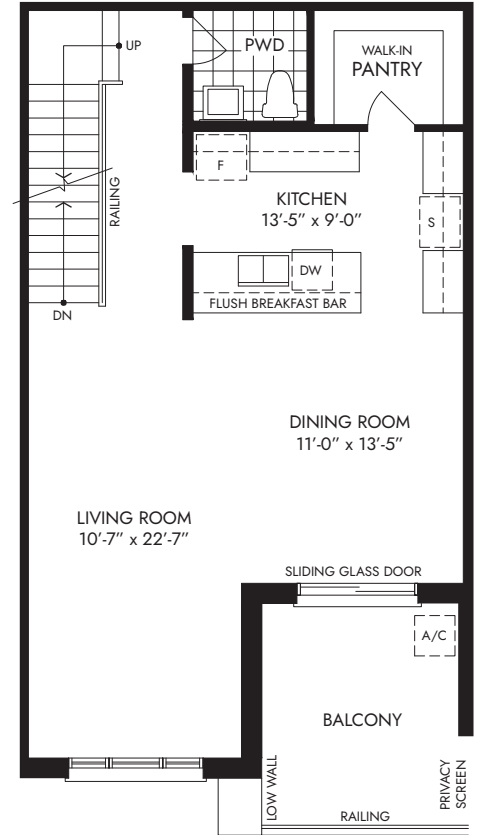 UP
PWD
WALK-IN
PANTRY
F
RAILING
KITCHEN
13'-5" x 9'-0"
S
DW
FLUSH BREAKFAST BAR
DN
DINING ROOM
11'-0" x 13'-5"
LIVING ROOM
10'-7" x 22'-7"
SLIDING GLASS DOOR
A/C
BALCONY
LOW WALL
PRIVACY
SCREEN
RAILING